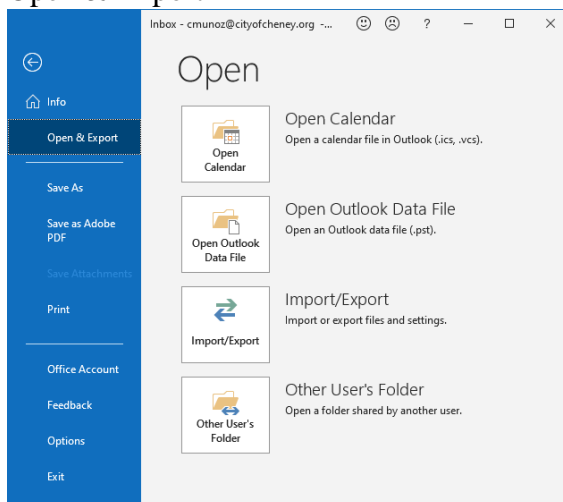 Inbox - cmunoz@cityofcheney.org -...
?
Open
Info
Open & Export
Save As
Save as Adobe
PDF
Save Attachments
Print
Office Account
Feedback
Options
Exit
Open
Calendar
Open Calendar
Open a calendar file in Outlook (.ics, .vcs).
Open Outlook
Data File
Open Outlook Data File
Open an Outlook data file (.pst).
Import/Export
Import/Export
Import or export files and settings.
Other User's
Folder
Other User's Folder
Open a folder shared by another user.